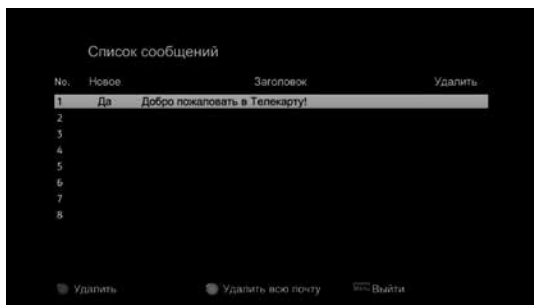 Список сообщений
No. Новое Заголовок Удалить
1 Да Добро пожаловать в Телекарту!
2
3
4
5
6
7
8
Удалить Удалить всю почту MENU Выйти